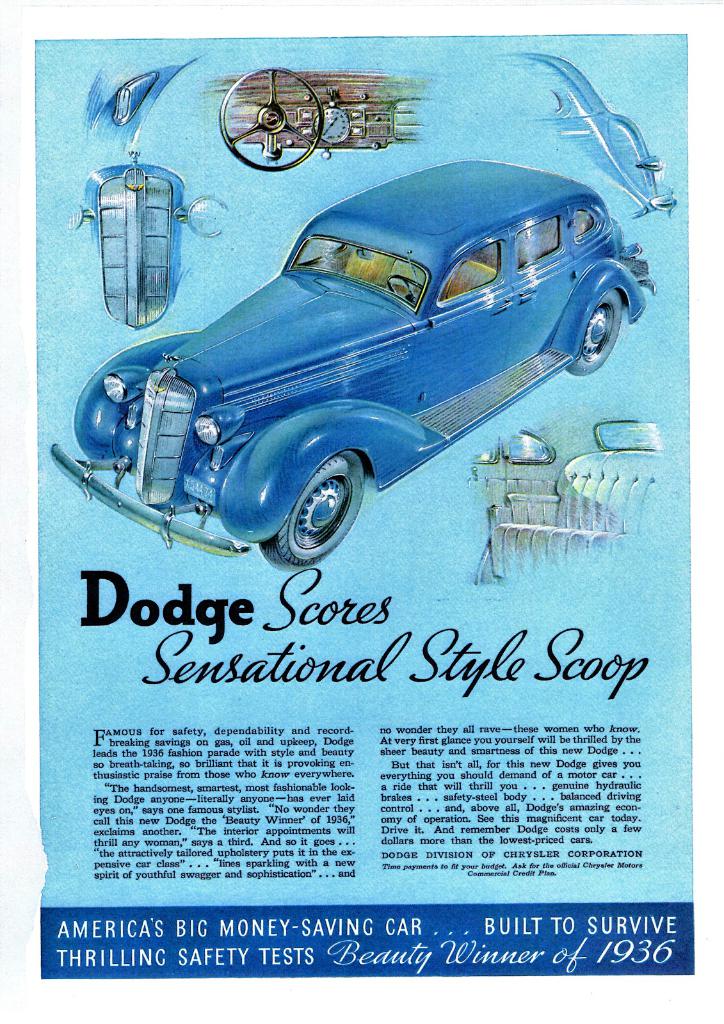 Dodge Scores
Sensational Style Scoop
FAMOUS for safety, dependability and record-
breaking savings on gas, oil and upkeep, Dodge
leads the 1936 fashion parade with style and beauty
so breath-taking, so brilliant that it is provoking en-
thusiastic praise from those who know everywhere.
"The handsomest, smartest, most fashionable look-
ing Dodge anyone—literally anyone—has ever laid
eyes on," says one famous stylist. "No wonder they
call this new Dodge the 'Beauty Winner' of 1936,"
exclaims another. "The interior appointments will
thrill any woman," says a third. And so it goes . . .
"the attractively tailored upholstery puts it in the ex-
pensive car class" . . . "lines sparkling with a new
spirit of youthful swagger and sophistication" . . . and
no wonder they all rave—these women who know.
At very first glance you yourself will be thrilled by the
sheer beauty and smartness of this new Dodge . . .
But that isn't all, for this new Dodge gives you
everything you should demand of a motor car . . .
a ride that will thrill you . . . genuine hydraulic
brakes . . . safety-steel body . . . balanced driving
control . . . and, above all, Dodge's amazing econ-
omy of operation. See this magnificent car today.
Drive it. And remember Dodge costs only a few
dollars more than the lowest-priced cars.
DODGE DIVISION OF CHRYSLER CORPORATION
Time payments to fit your budget. Ask for the official Chrysler Motors
Commercial Credit Plan.
AMERICA'S BIG MONEY-SAVING CAR . . . BUILT TO SURVIVE
THRILLING SAFETY TESTS Beauty Winner of 1936